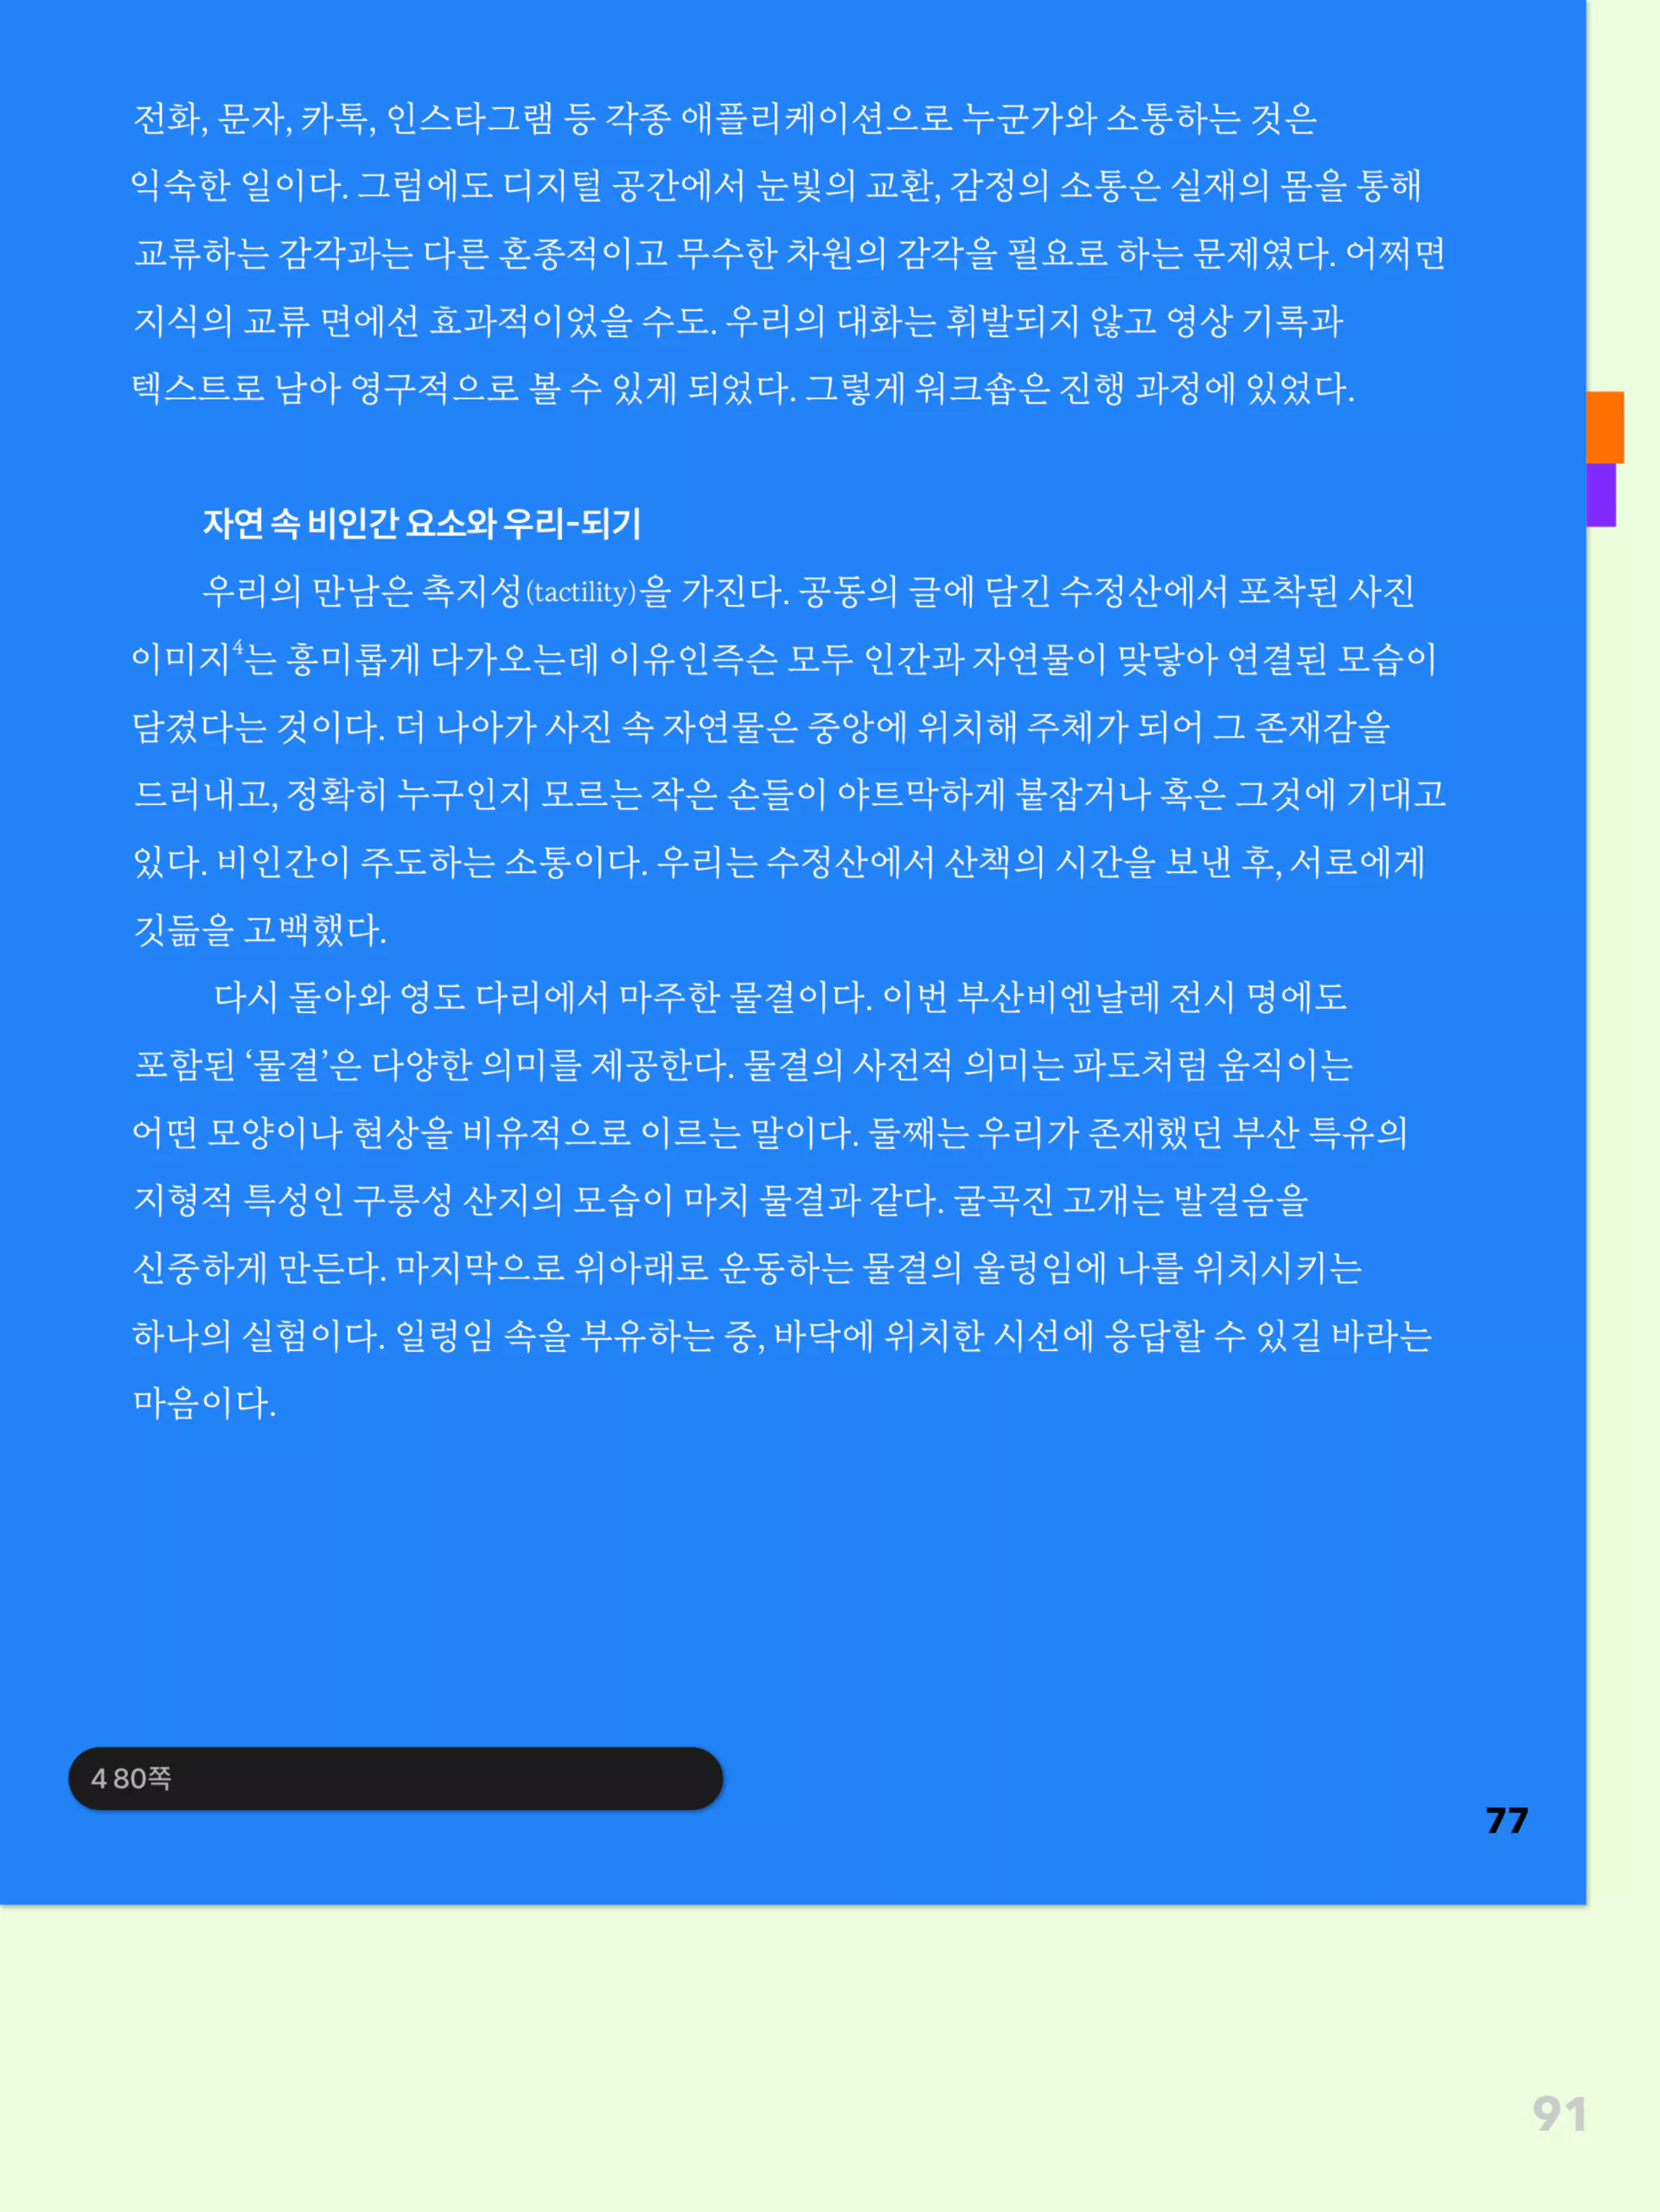 전화, 문자, 카톡, 인스타그램 등 각종 애플리케이션으로 누군가와 소통하는 것은
익숙한 일이다. 그럼에도 디지털 공간에서 눈빛의 교환, 감정의 소통은 실재의 몸을 통해
교류하는 감각과는 다른 혼종적이고 무수한 차원의 감각을 필요로 하는 문제였다. 어쩌면
지식의 교류 면에선 효과적이었을 수도. 우리의 대화는 휘발되지 않고 영상 기록과
텍스트로 남아 영구적으로 볼 수 있게 되었다. 그렇게 워크숍은 진행 과정에 있었다.
자연 속 비인간 요소와 우리-되기
우리의 만남은 촉지성(tactility)을 가진다. 공동의 글에 담긴 수정산에서 포착된 사진
이미지⁴는 흥미롭게 다가오는데 이유인즉슨 모두 인간과 자연물이 맞닿아 연결된 모습이
담겼다는 것이다. 더 나아가 사진 속 자연물은 중앙에 위치해 주체가 되어 그 존재감을
드러내고, 정확히 누구인지 모르는 작은 손들이 야트막하게 붙잡거나 혹은 그것에 기대고
있다. 비인간이 주도하는 소통이다. 우리는 수정산에서 산책의 시간을 보낸 후, 서로에게
깃듦을 고백했다.
다시 돌아와 영도 다리에서 마주한 물결이다. 이번 부산비엔날레 전시 명에도
포함된 ‘물결’은 다양한 의미를 제공한다. 물결의 사전적 의미는 파도처럼 움직이는
어떤 모양이나 현상을 비유적으로 이르는 말이다. 둘째는 우리가 존재했던 부산 특유의
지형적 특성인 구릉성 산지의 모습이 마치 물결과 같다. 굴곡진 고개는 발걸음을
신중하게 만든다. 마지막으로 위아래로 운동하는 물결의 울렁임에 나를 위치시키는
하나의 실험이다. 일렁임 속을 부유하는 중, 바닥에 위치한 시선에 응답할 수 있길 바라는
마음이다.
4 80쪽
77
91